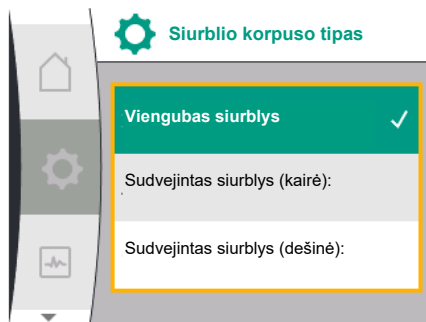 Siurblio korpuso tipas
Viengubas siurblys
Sudvejintas siurblys (kairė):
Sudvejintas siurblys (dešinė):